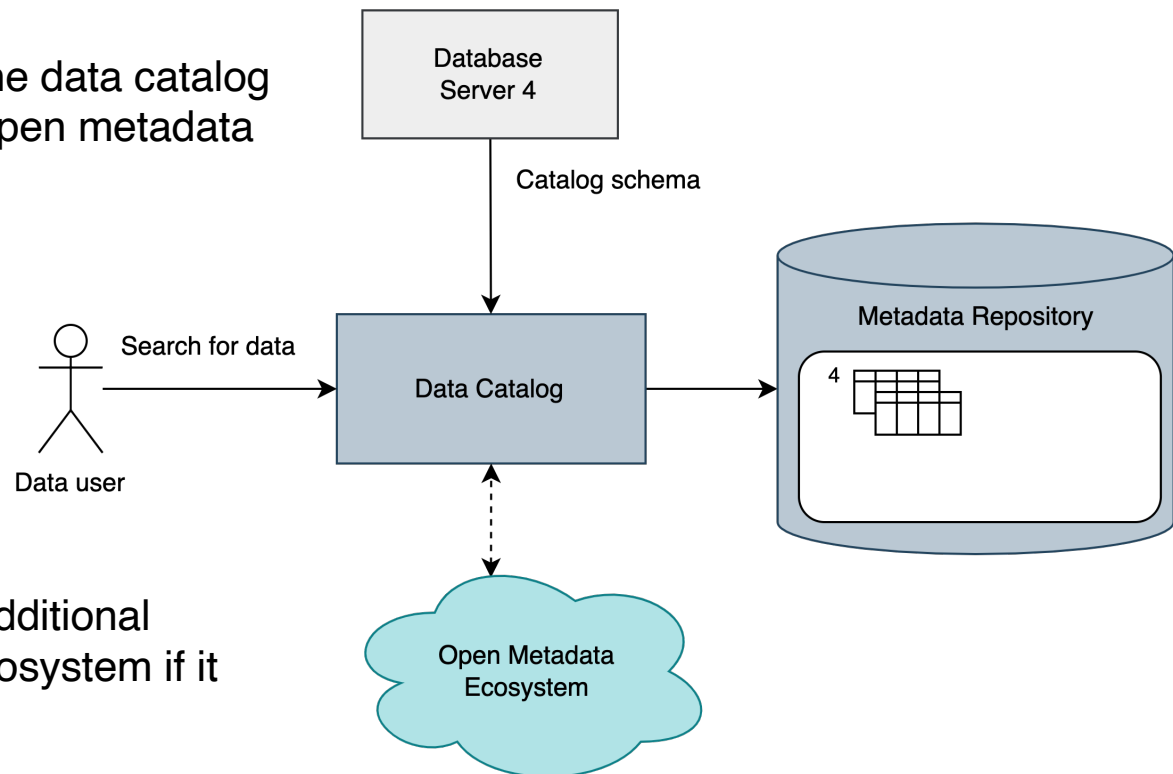 Database
Server 4
ne data catalog
pen metadata
Catalog schema
Metadata Repository
4
Search for data
Data Catalog
Data user
dditional
osystem if it
Open Metadata
Ecosystem